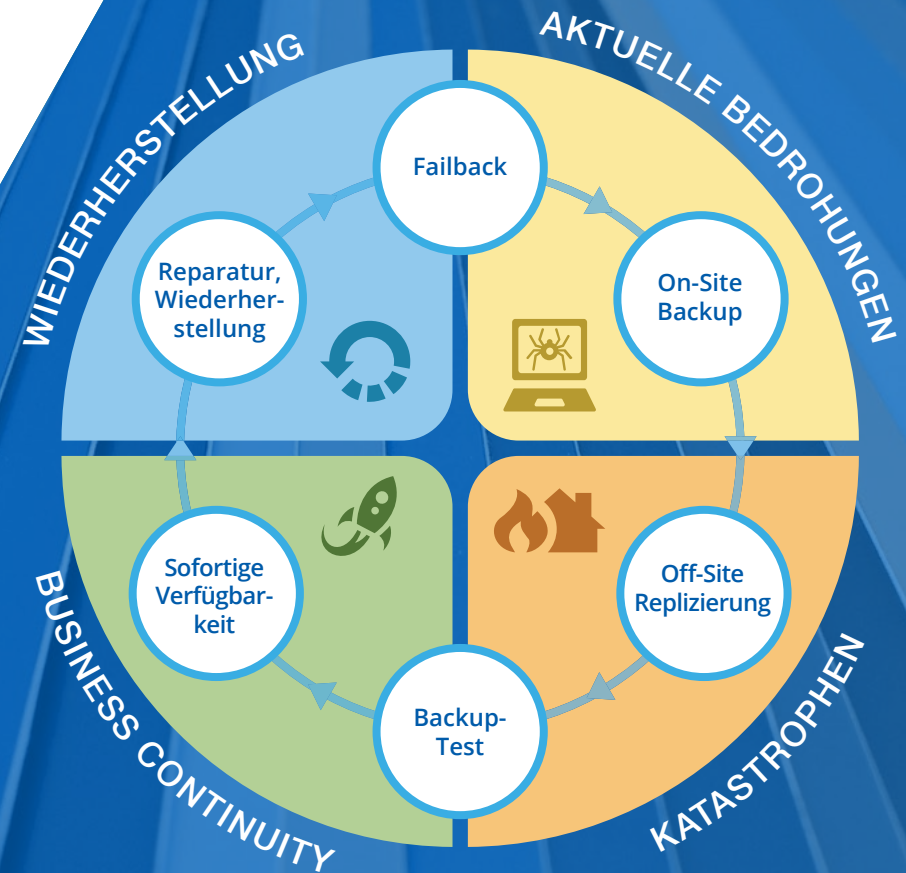 WIEDERHERSTELLUNG
AKTUELLE BEDROHUNGEN
Failback
On-Site
Backup
Reparatur,
Wiederher-
stellung
Off-Site
Replizierung
Sofortige
Verfügbar-
keit
Backup-
Test
BUSINESS CONTINUITY
KATASTROPHEN